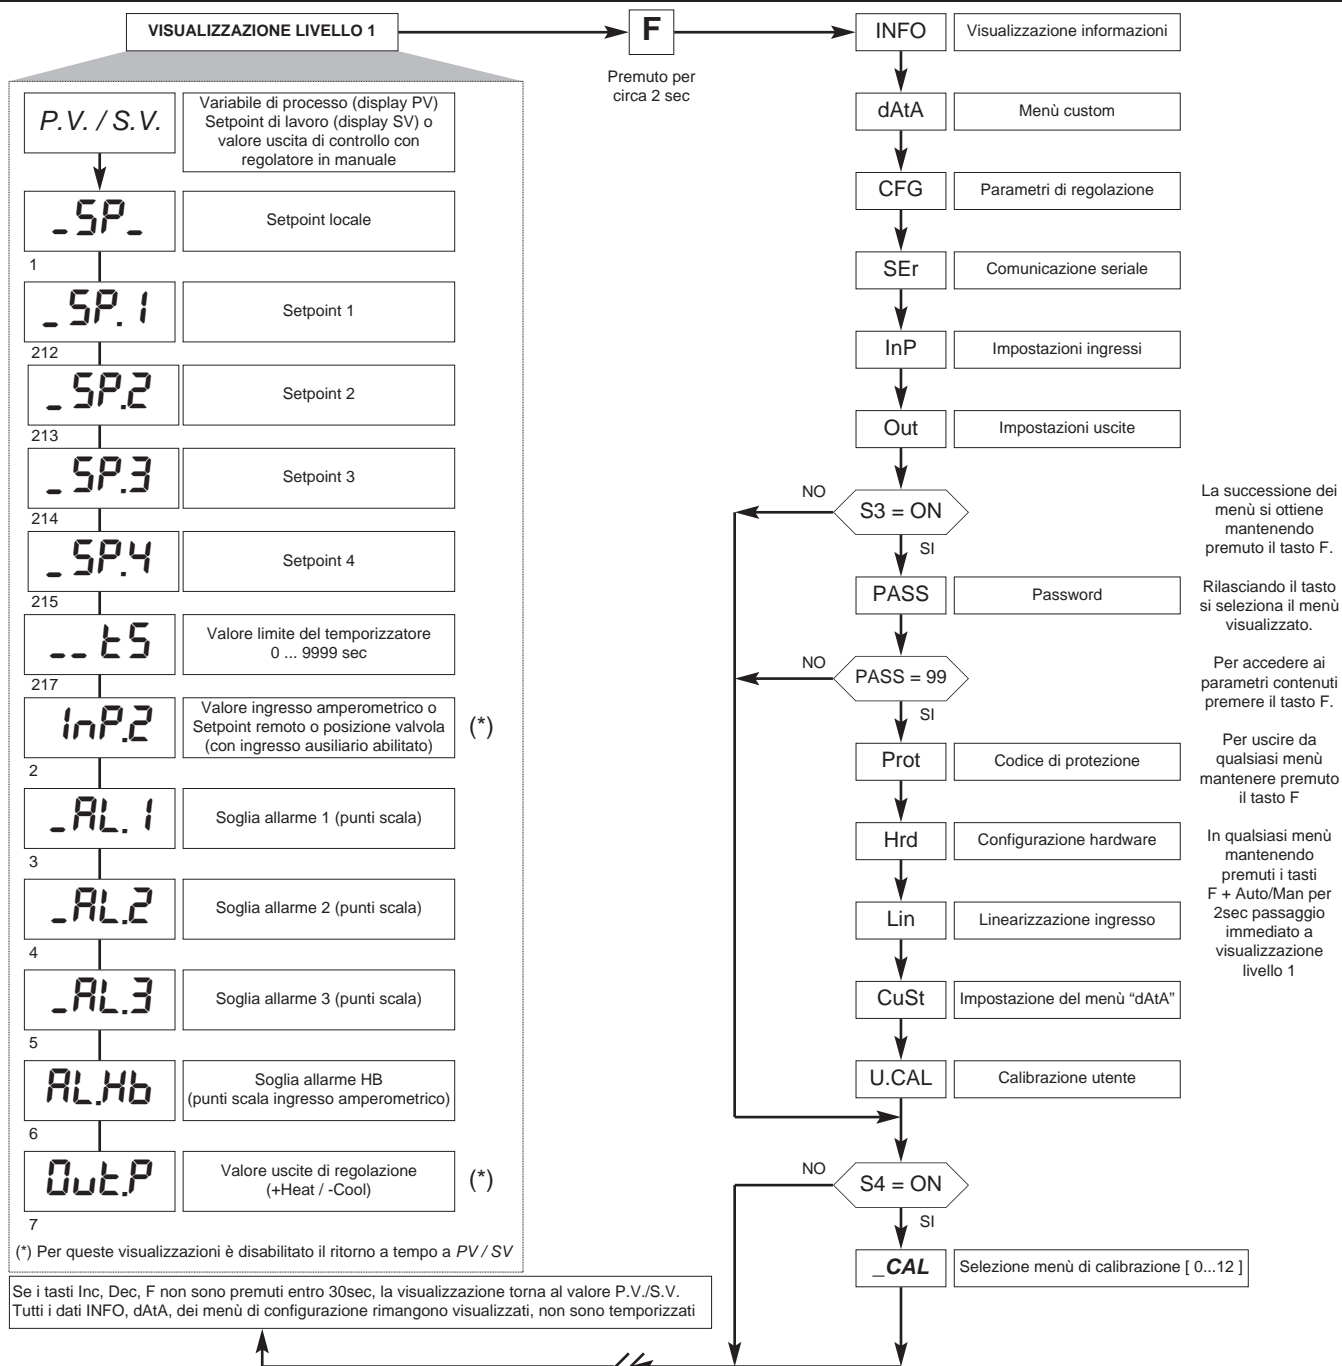 VISUALIZZAZIONE LIVELLO 1
P.V. / S.V.
Variabile di processo (display PV)
Setpoint di lavoro (display SV) o
valore uscita di controllo con
regolatore in manuale
_SP_
Setpoint locale
1
_SP.1
Setpoint 1
212
_SP.2
Setpoint 2
213
_SP.3
Setpoint 3
214
_SP.4
Setpoint 4
215
__tS
Valore limite del temporizzatore
0 ... 9999 sec
217
InP.2
Valore ingresso amperometrico o
Setpoint remoto o posizione valvola
(con ingresso ausiliario abilitato)
(*)
2
_AL.1
Soglia allarme 1 (punti scala)
3
_AL.2
Soglia allarme 2 (punti scala)
4
_AL.3
Soglia allarme 3 (punti scala)
5
AL.Hb
Soglia allarme HB
(punti scala ingresso amperometrico)
6
Out.P
Valore uscite di regolazione
(+Heat / -Cool)
(*)
7
(*) Per queste visualizzazioni è disabilitato il ritorno a tempo a PV / SV
Se i tasti Inc, Dec, F non sono premuti entro 30sec, la visualizzazione torna al valore P.V./S.V.
Tutti i dati INFO, dAtA, dei menù di configurazione rimangono visualizzati, non sono temporizzati
F
Premuto per
circa 2 sec
INFO
Visualizzazione informazioni
dAtA
Menù custom
CFG
Parametri di regolazione
SEr
Comunicazione seriale
InP
Impostazioni ingressi
Out
Impostazioni uscite
NO
S3 = ON
SI
PASS
Password
NO
PASS = 99
SI
Prot
Codice di protezione
Hrd
Configurazione hardware
Lin
Linearizzazione ingresso
CuSt
Impostazione del menù “dAtA”
U.CAL
Calibrazione utente
NO
S4 = ON
SI
_CAL
Selezione menù di calibrazione [ 0...12 ]
La successione dei
menù si ottiene
mantenendo
premuto il tasto F.
Rilasciando il tasto
si seleziona il menù
visualizzato.
Per accedere ai
parametri contenuti
premere il tasto F.
Per uscire da
qualsiasi menù
mantenere premuto
il tasto F
In qualsiasi menù
mantenendo
premuti i tasti
F + Auto/Man per
2sec passaggio
immediato a
visualizzazione
livello 1